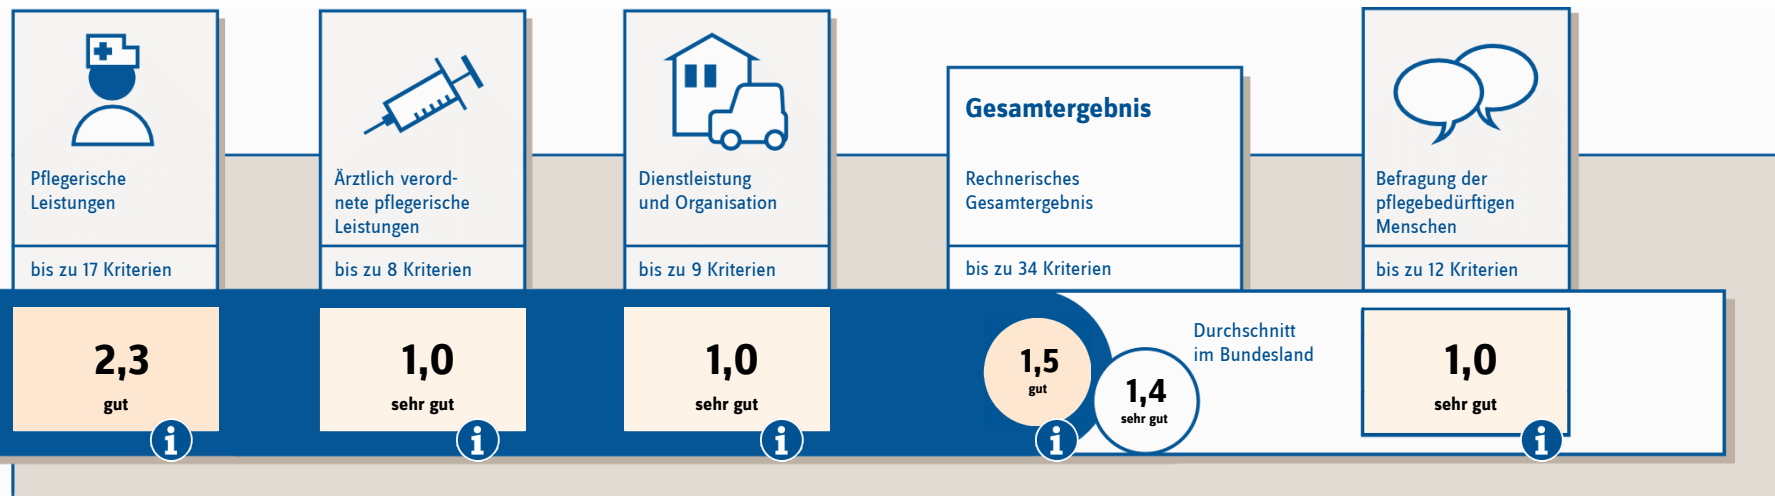 Pflegerische
Leistungen
bis zu 17 Kriterien
2,3
gut
i
Ärztlich verord-
nete pflegerische
Leistungen
bis zu 8 Kriterien
1,0
sehr gut
i
Dienstleistung
und Organisation
bis zu 9 Kriterien
1,0
sehr gut
i
Gesamtergebnis
Rechnerisches
Gesamtergebnis
bis zu 34 Kriterien
1,5
gut
i
1,4
sehr gut
Durchschnitt
im Bundesland
Befragung der
pflegebedürftigen
Menschen
bis zu 12 Kriterien
1,0
sehr gut
i